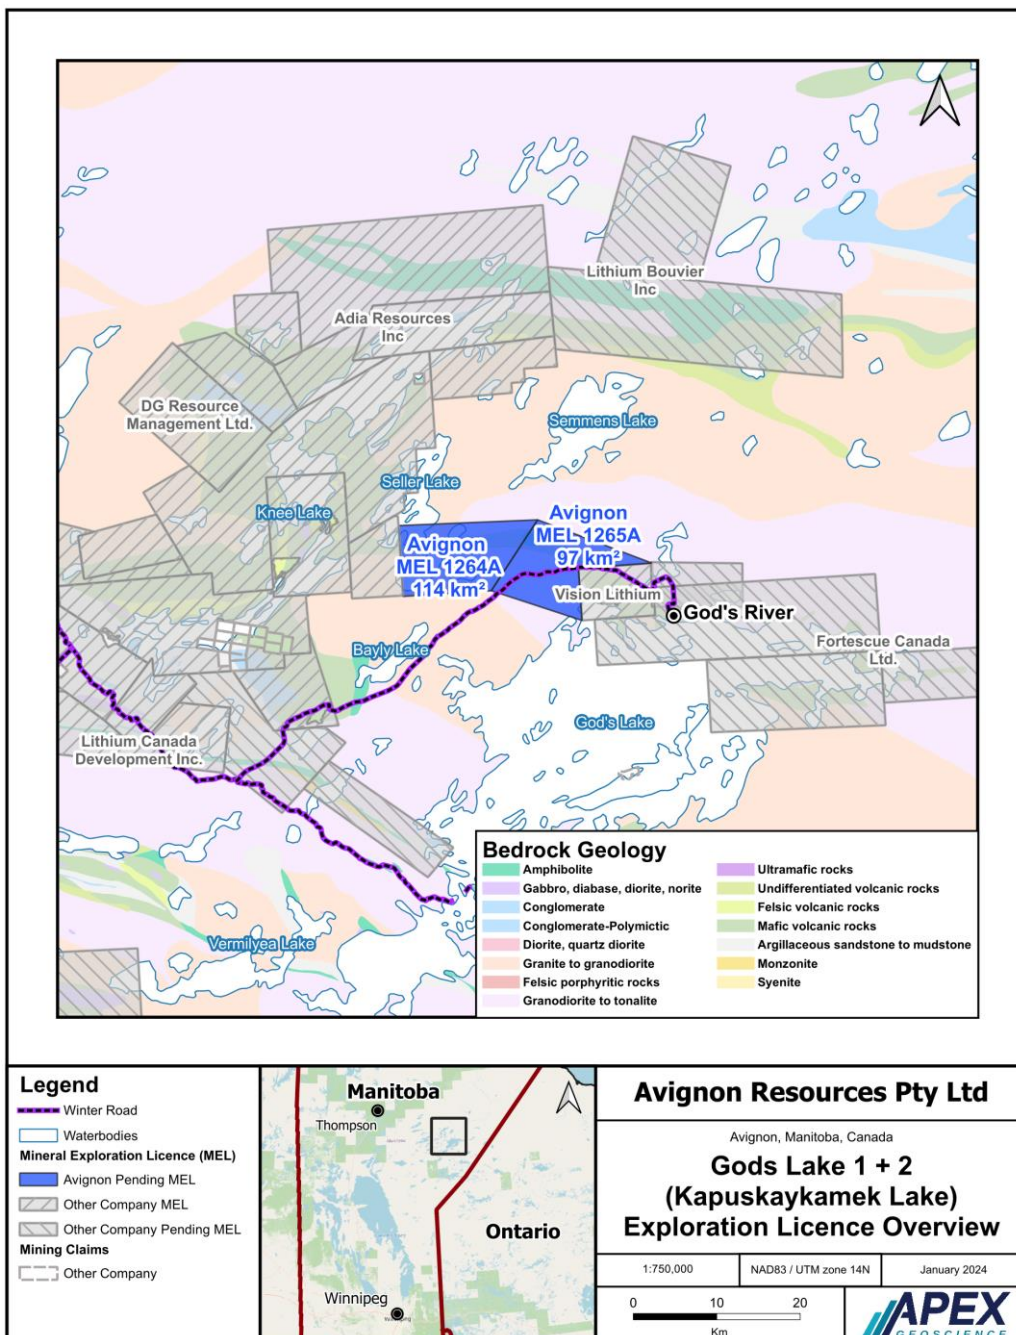 Lithium Bouvier
Inc
Adia Resources
Inc
DG Resource
Management Ltd.
Semmens Lake
Seller Lake
Knee Lake
Avignon
MEL 1265A
97 km²
Avignon
MEL 1264A
114 km²
Vision Lithium
God's River
Fortescue Canada
Ltd.
Bayly Lake
God's Lake
Lithium Canada
Development Inc.
Vermilyea Lake
Bedrock Geology
Amphibolite
Gabbro, diabase, diorite, norite
Conglomerate
Conglomerate-Polymictic
Diorite, quartz diorite
Granite to granodiorite
Felsic porphyritic rocks
Granodiorite to tonalite
Ultramafic rocks
Undifferentiated volcanic rocks
Felsic volcanic rocks
Mafic volcanic rocks
Argillaceous sandstone to mudstone
Monzonite
Syenite
Legend
Winter Road
Waterbodies
Mineral Exploration Licence (MEL)
Avignon Pending MEL
Other Company MEL
Other Company Pending MEL
Mining Claims
Other Company
Manitoba
Thompson
Ontario
Winnipeg
Avignon Resources Pty Ltd
Avignon, Manitoba, Canada
Gods Lake 1 + 2
(Kapuskaykamek Lake)
Exploration Licence Overview
1:750,000
NAD83 / UTM zone 14N
January 2024
0 10 20
Km
APEX
GEOSCIENCE